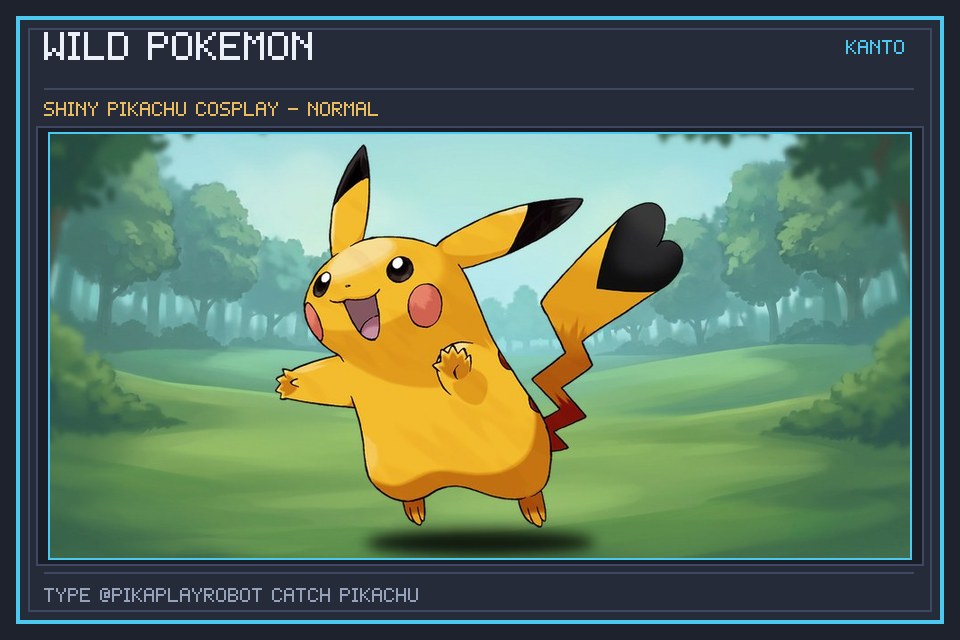 WILD POKEMON
KANTO
SHINY PIKACHU COSPLAY - NORMAL
TYPE @PIKAPLAYROBOT CATCH PIKACHU